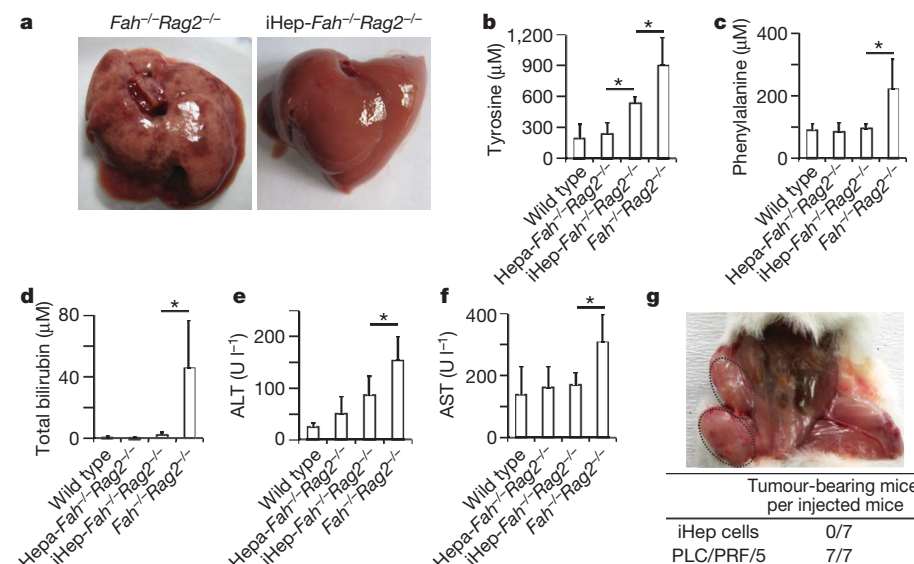 a
Fah⁻/⁻Rag2⁻/⁻
iHep-Fah⁻/⁻Rag2⁻/⁻
b
Tyrosine (μM)
1,200
900
600
300
0
*
*
Wild type
Hepa-Fah⁻/⁻Rag2⁻/⁻
iHep-Fah⁻/⁻Rag2⁻/⁻
Fah⁻/⁻Rag2⁻/⁻
c
Phenylalanine (μM)
400
200
0
*
Wild type
Hepa-Fah⁻/⁻Rag2⁻/⁻
iHep-Fah⁻/⁻Rag2⁻/⁻
Fah⁻/⁻Rag2⁻/⁻
d
Total bilirubin (μM)
80
40
0
*
Wild type
Hepa-Fah⁻/⁻Rag2⁻/⁻
iHep-Fah⁻/⁻Rag2⁻/⁻
Fah⁻/⁻Rag2⁻/⁻
e
ALT (U l⁻¹)
200
100
0
*
Wild type
Hepa-Fah⁻/⁻Rag2⁻/⁻
iHep-Fah⁻/⁻Rag2⁻/⁻
Fah⁻/⁻Rag2⁻/⁻
f
AST (U l⁻¹)
400
200
0
*
Wild type
Hepa-Fah⁻/⁻Rag2⁻/⁻
iHep-Fah⁻/⁻Rag2⁻/⁻
Fah⁻/⁻Rag2⁻/⁻
g
Tumour-bearing mice
per injected mice
iHep cells 0/7
PLC/PRF/5 7/7